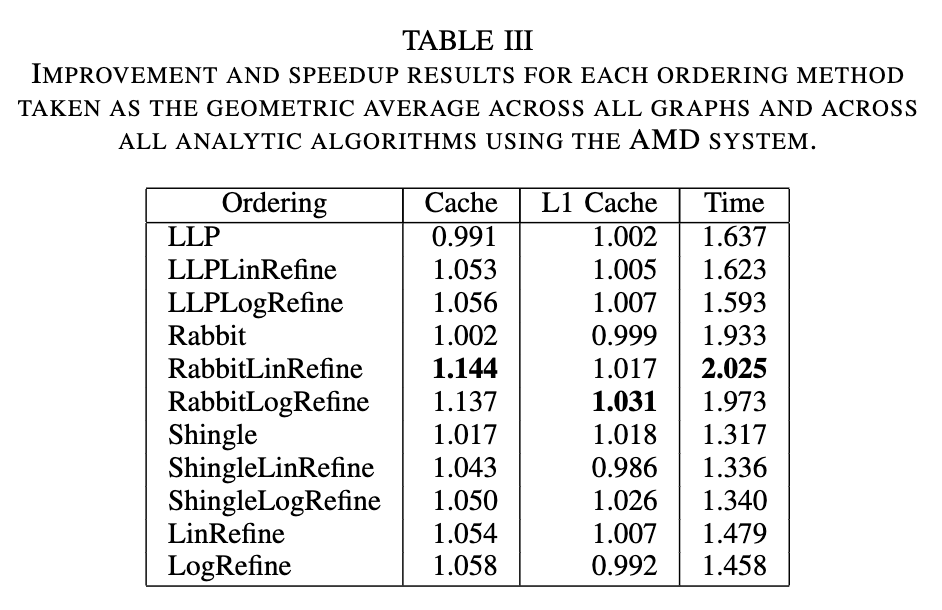 TABLE III
IMPROVEMENT AND SPEEDUP RESULTS FOR EACH ORDERING METHOD
TAKEN AS THE GEOMETRIC AVERAGE ACROSS ALL GRAPHS AND ACROSS
ALL ANALYTIC ALGORITHMS USING THE AMD SYSTEM.
Ordering Cache L1 Cache Time
LLP 0.991 1.002 1.637
LLPLinRefine 1.053 1.005 1.623
LLPLogRefine 1.056 1.007 1.593
Rabbit 1.002 0.999 1.933
RabbitLinRefine 1.144 1.017 2.025
RabbitLogRefine 1.137 1.031 1.973
Shingle 1.017 1.018 1.317
ShingleLinRefine 1.043 0.986 1.336
ShingleLogRefine 1.050 1.026 1.340
LinRefine 1.054 1.007 1.479
LogRefine 1.058 0.992 1.458